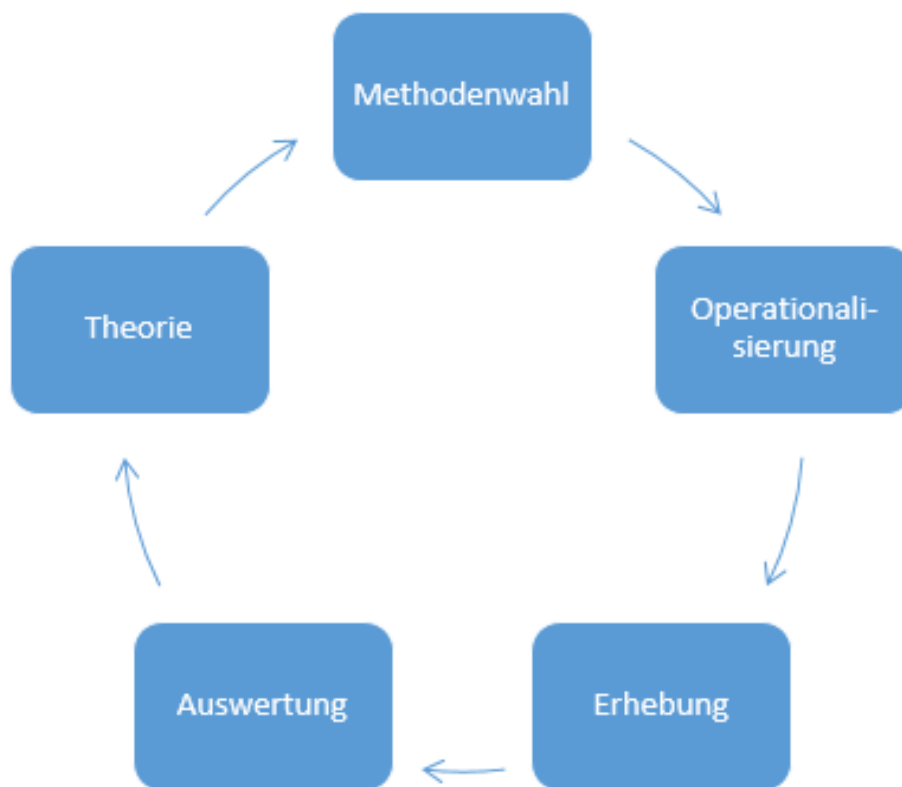 Methodenwahl
Operationali-
sierung
Erhebung
Auswertung
Theorie